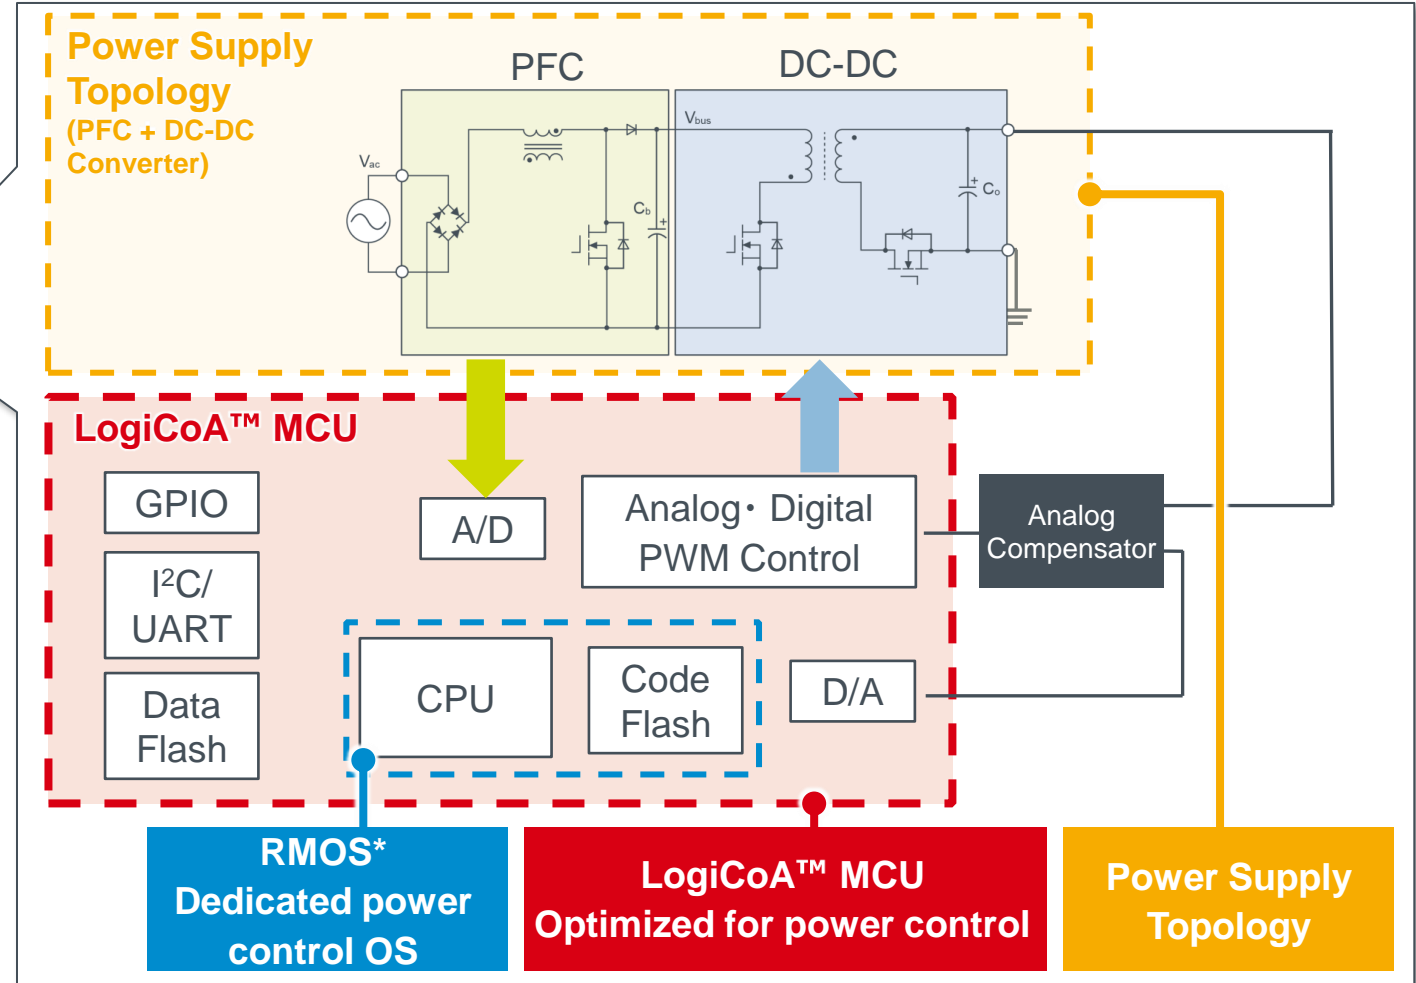 Power Supply
Topology
(PFC + DC-DC
Converter)
PFC
DC-DC
Vac
Vbus
Cb
+
Co
+
LogiCoA™ MCU
GPIO
I²C/
UART
Data
Flash
A/D
Analog・Digital
PWM Control
Analog
Compensator
CPU
Code
Flash
D/A
RMOS*
Dedicated power
control OS
LogiCoA™ MCU
Optimized for power control
Power Supply
Topology